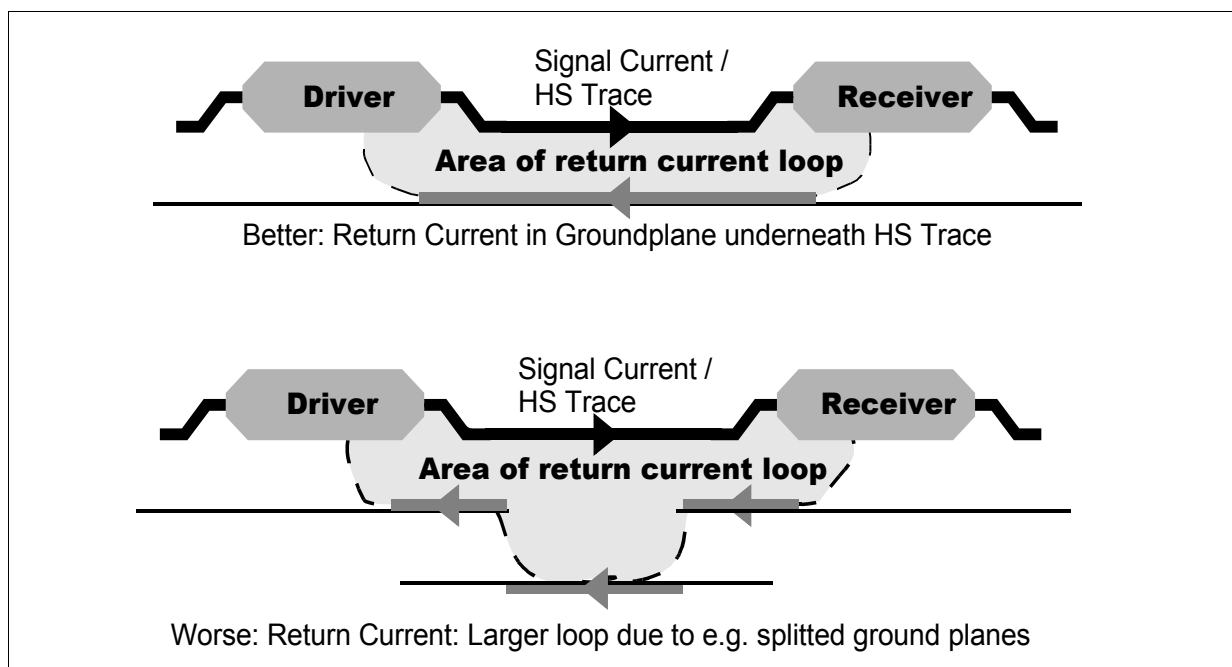 Signal Current /
HS Trace
Driver
Receiver
Area of return current loop
Better: Return Current in Groundplane underneath HS Trace
Signal Current /
HS Trace
Driver
Receiver
Area of return current loop
Worse: Return Current: Larger loop due to e.g. splitted ground planes